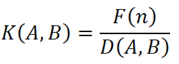 K(A, B) = F(n) / D(A, B)